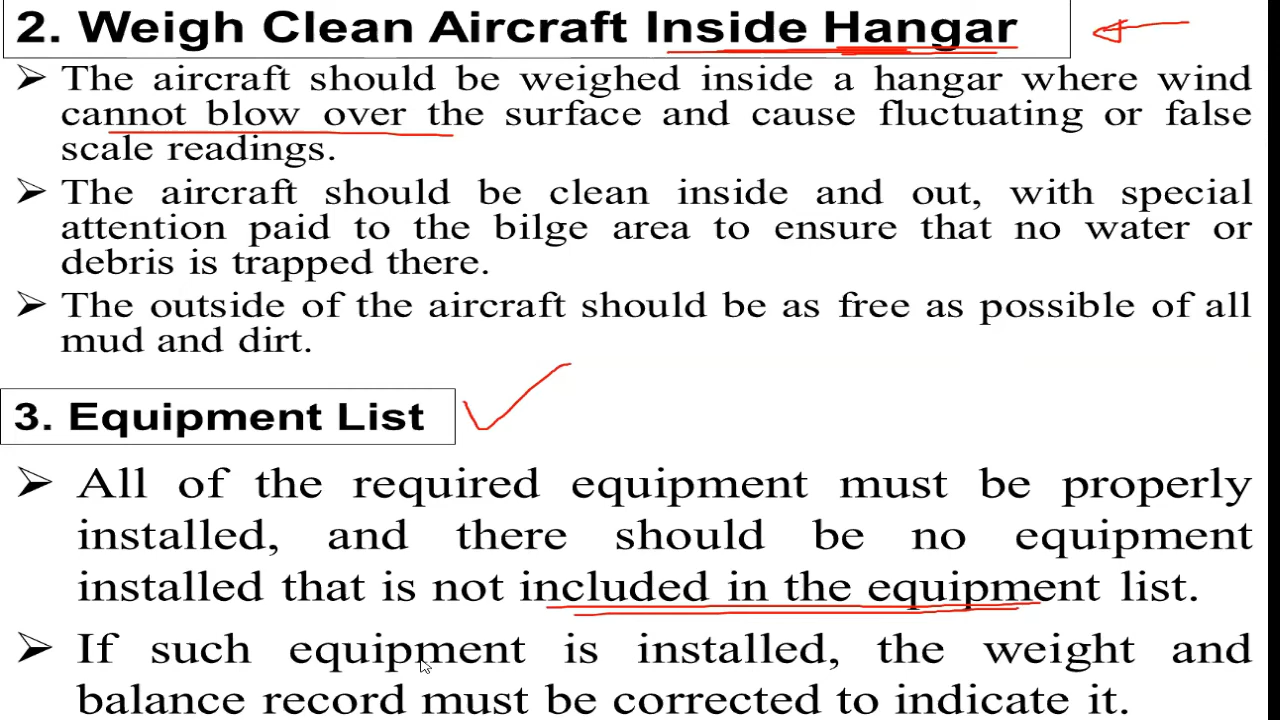 2. Weigh Clean Aircraft Inside Hangar
➢ The aircraft should be weighed inside a hangar where wind
cannot blow over the surface and cause fluctuating or false
scale readings.
➢ The aircraft should be clean inside and out, with special
attention paid to the bilge area to ensure that no water or
debris is trapped there.
➢ The outside of the aircraft should be as free as possible of all
mud and dirt.
3. Equipment List
➢ All of the required equipment must be properly
installed, and there should be no equipment
installed that is not included in the equipment list.
➢ If such equipment is installed, the weight and
balance record must be corrected to indicate it.